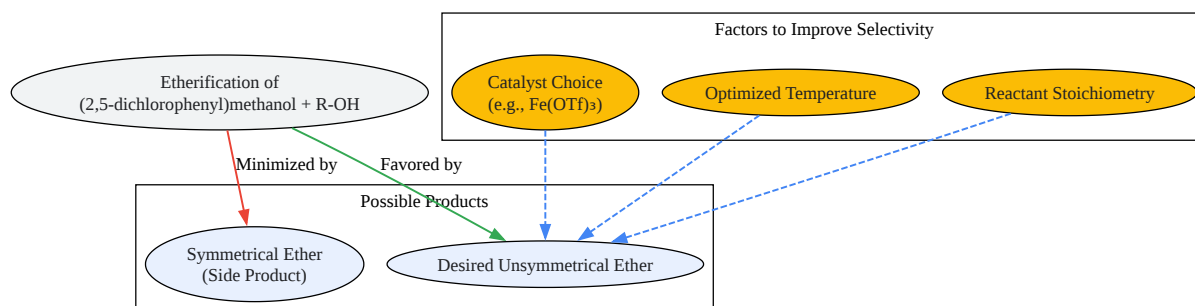 Factors to Improve Selectivity
Etherification of
(2,5-dichlorophenyl)methanol + R-OH
Catalyst Choice
(e.g., Fe(OTf)₃)
Optimized Temperature
Reactant Stoichiometry
Minimized by
Favored by
Possible Products
Symmetrical Ether
(Side Product)
Desired Unsymmetrical Ether